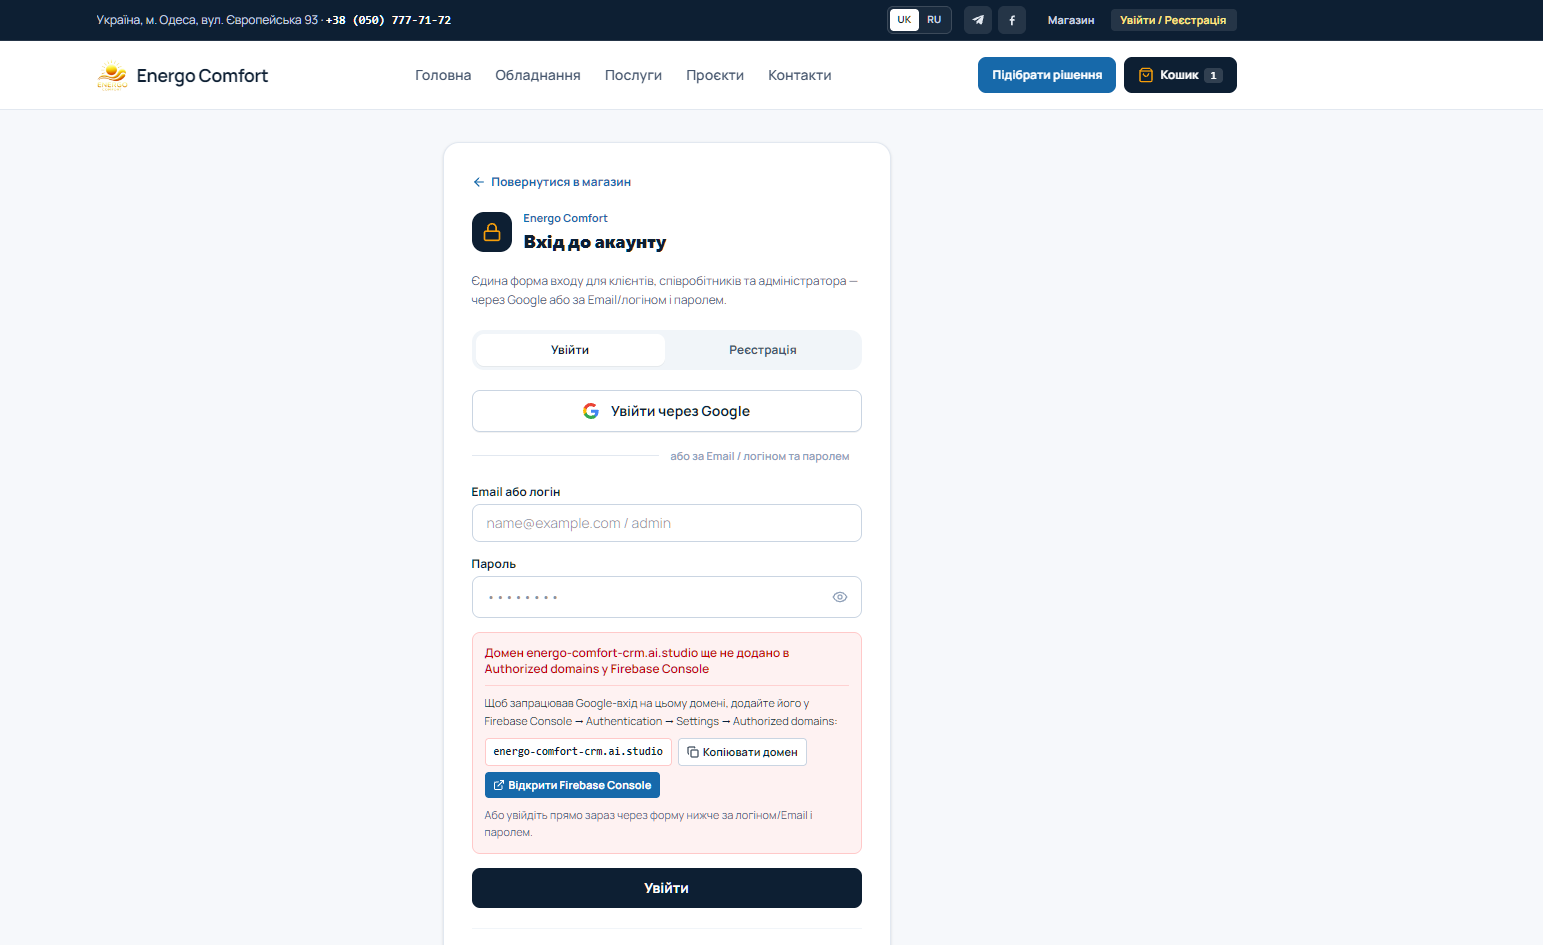 Україна, м. Одеса, вул. Європейська 93 · +38 (050) 777-71-72
UK RU
Магазин
Увійти / Реєстрація
Energo Comfort
Головна Обладнання Послуги Проєкти Контакти
Підібрати рішення
Кошик 1
Повернутися в магазин
Energo Comfort
Вхід до акаунту
Єдина форма входу для клієнтів, співробітників та адміністратора —
через Google або за Email/логіном і паролем.
Увійти Реєстрація
Увійти через Google
або за Email / логіном та паролем
Email або логін
name@example.com / admin
Пароль
••••••••
Домен energo-comfort-crm.ai.studio ще не додано в
Authorized domains у Firebase Console
Щоб запрацював Google-вхід на цьому домені, додайте його у
Firebase Console → Authentication → Settings → Authorized domains:
energo-comfort-crm.ai.studio
Копіювати домен
Відкрити Firebase Console
Або увійдіть прямо зараз через форму нижче за логіном/Email і
паролем.
Увійти